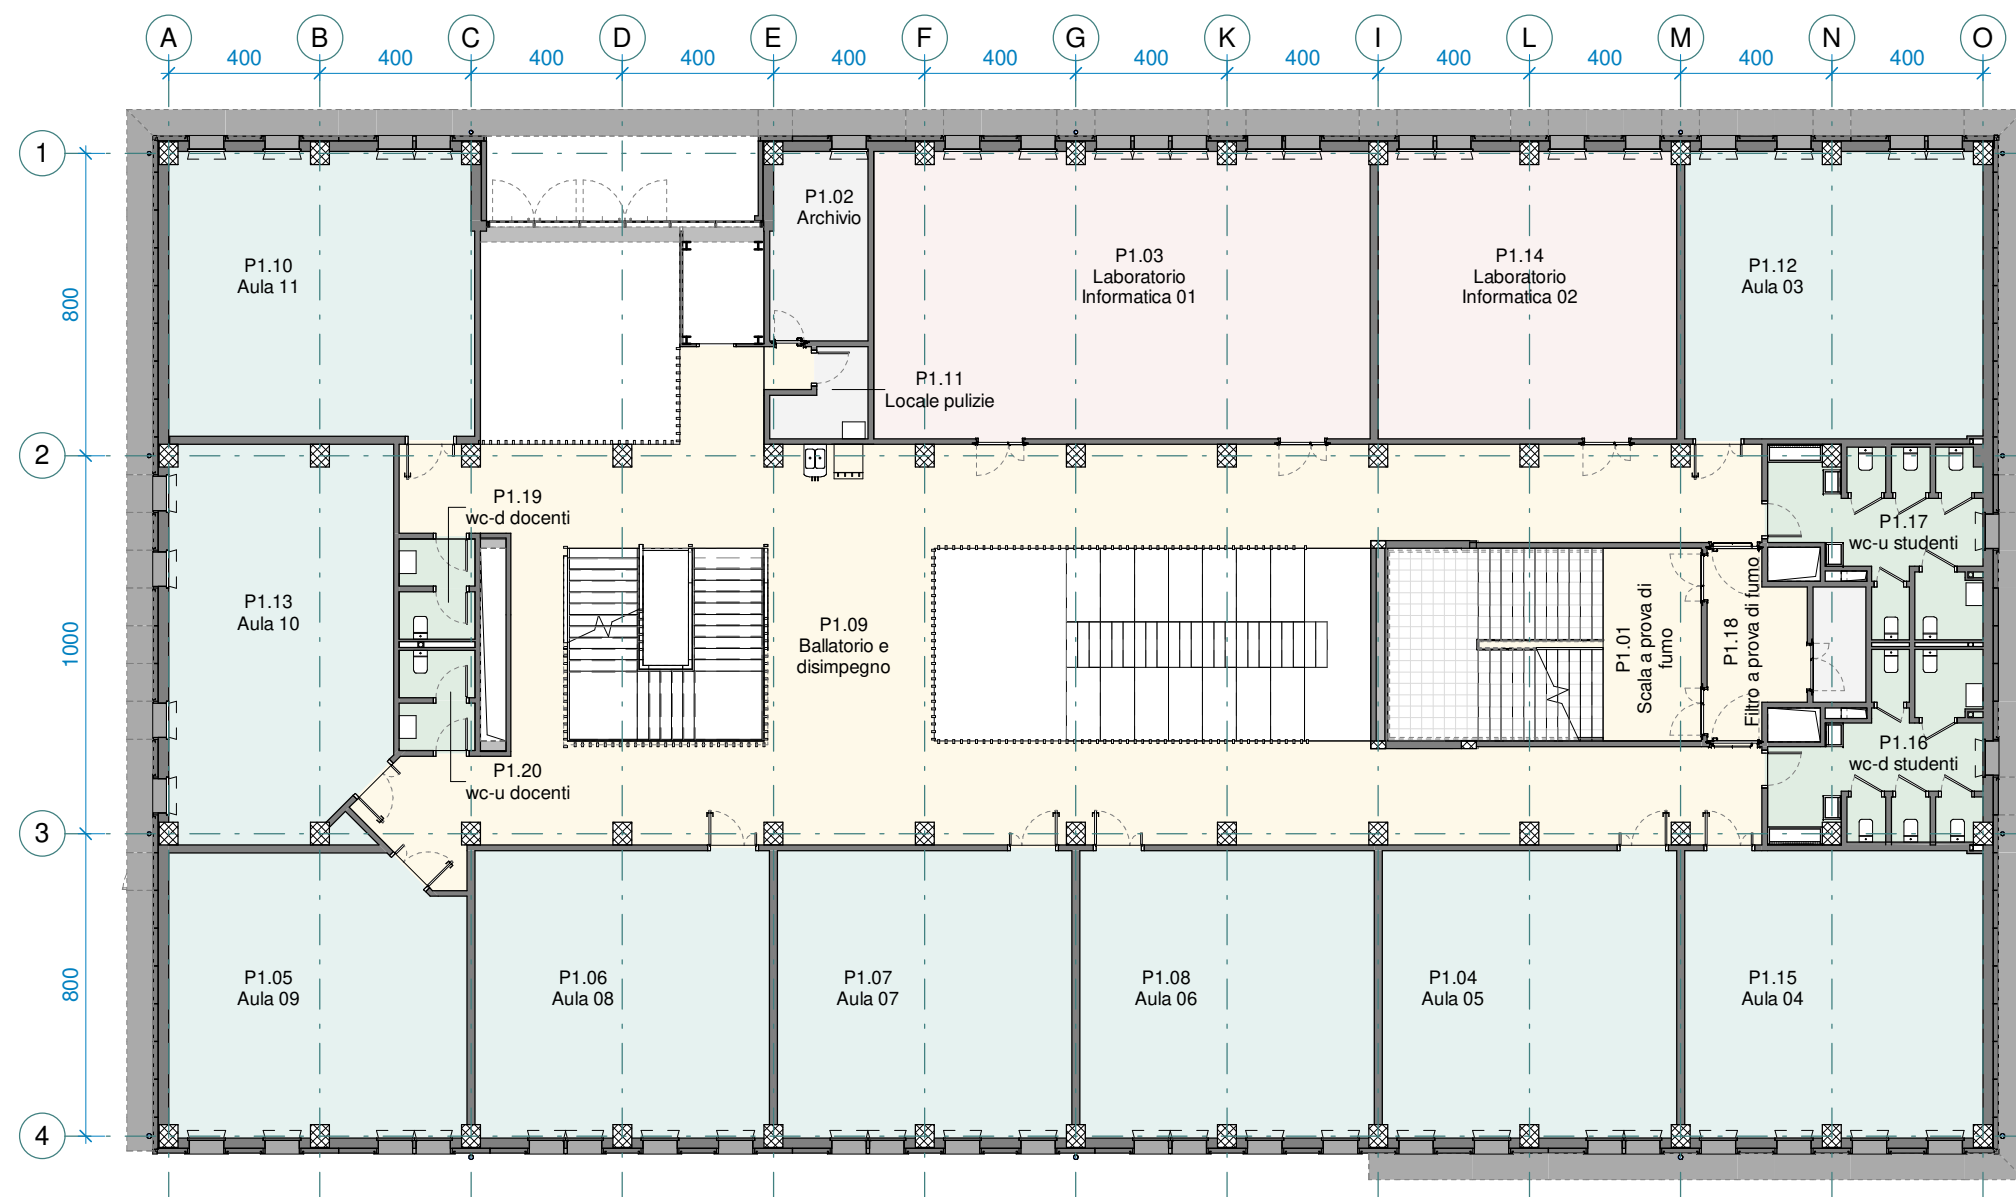 A B C D E F G K I L M N O
400 400 400 400 400 400 400 400 400 400 400 400
1
2
3
4
800
1000
800
P1.10
Aula 11
P1.02
Archivio
P1.03
Laboratorio
Informatica 01
P1.14
Laboratorio
Informatica 02
P1.12
Aula 03
P1.11
Locale pulizie
P1.19
wc-d docenti
P1.17
wc-u studenti
P1.13
Aula 10
P1.09
Ballatorio e
disimpegno
P1.01
Scala a prova di
fumo
P1.18
Filtro a prova di fumo
P1.20
wc-u docenti
P1.16
wc-d studenti
P1.05
Aula 09
P1.06
Aula 08
P1.07
Aula 07
P1.08
Aula 06
P1.04
Aula 05
P1.15
Aula 04